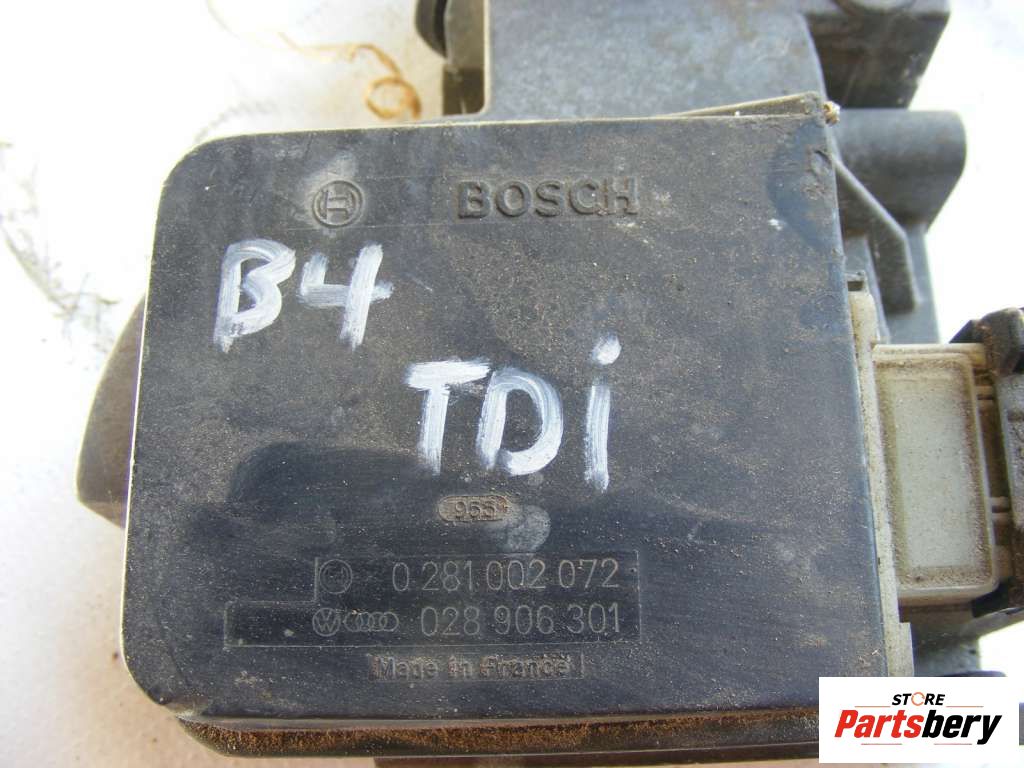 BOSCH
B4
TDi
955
0 281 002 072
028 906 301
Made in France
STORE
Partsbery